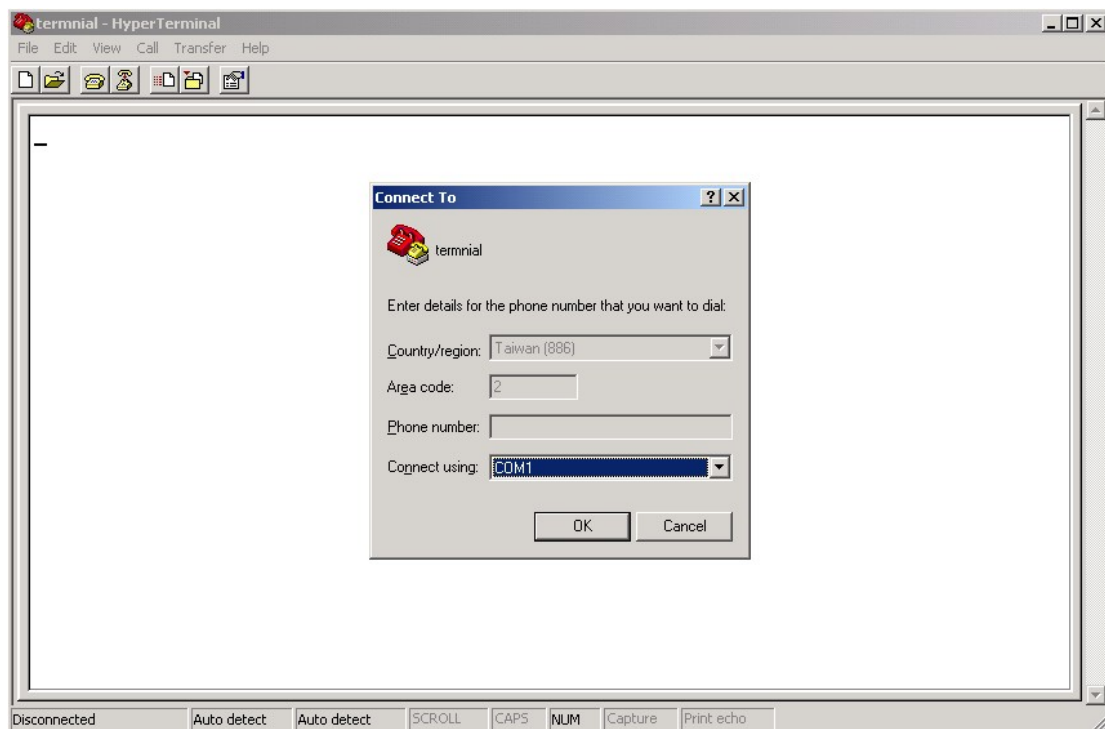 termnial - HyperTerminal
File Edit View Call Transfer Help
Connect To
termnial
Enter details for the phone number that you want to dial:
Country/region: Taiwan (886)
Area code: 2
Phone number:
Connect using: COM1
OK Cancel
Disconnected Auto detect Auto detect SCROLL CAPS NUM Capture Print echo